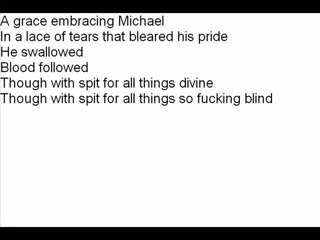 A grace embracing Michael
In a lace of tears that bleared his pride
He swallowed
Blood followed
Though with spit for all things divine
Though with spit for all things so fucking blind